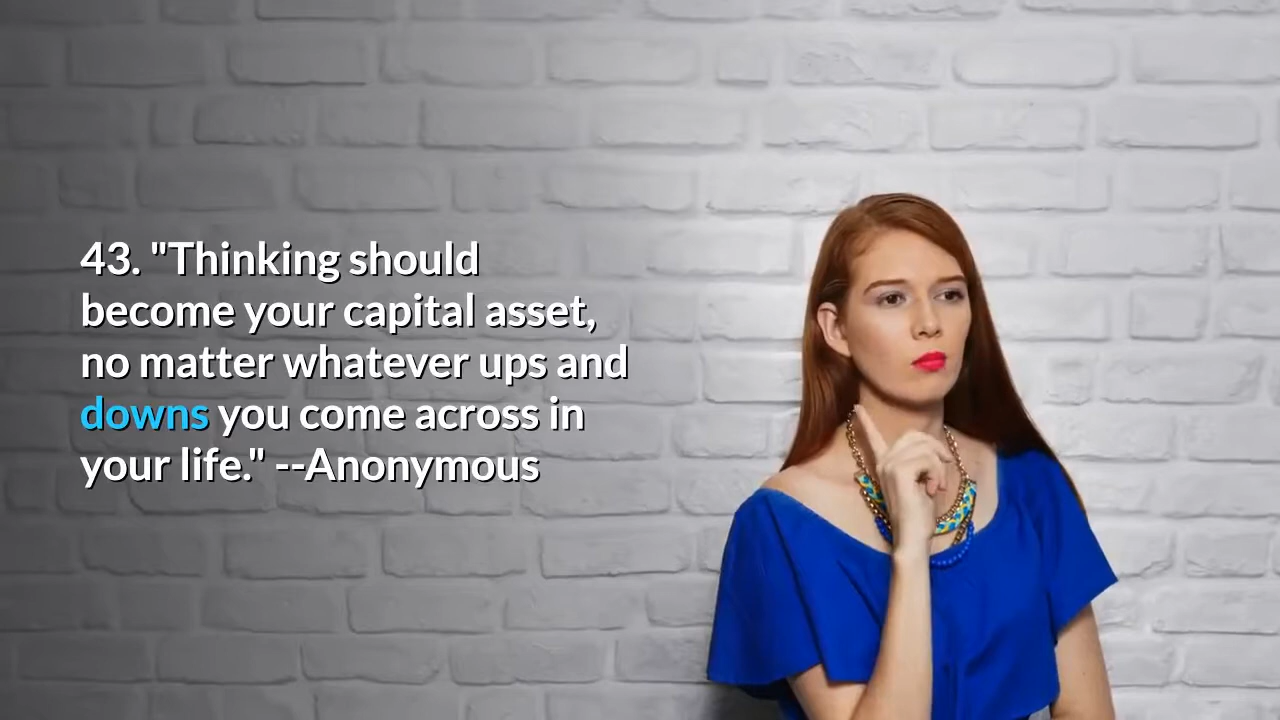 43. "Thinking should
become your capital asset,
no matter whatever ups and
downs you come across in
your life." --Anonymous